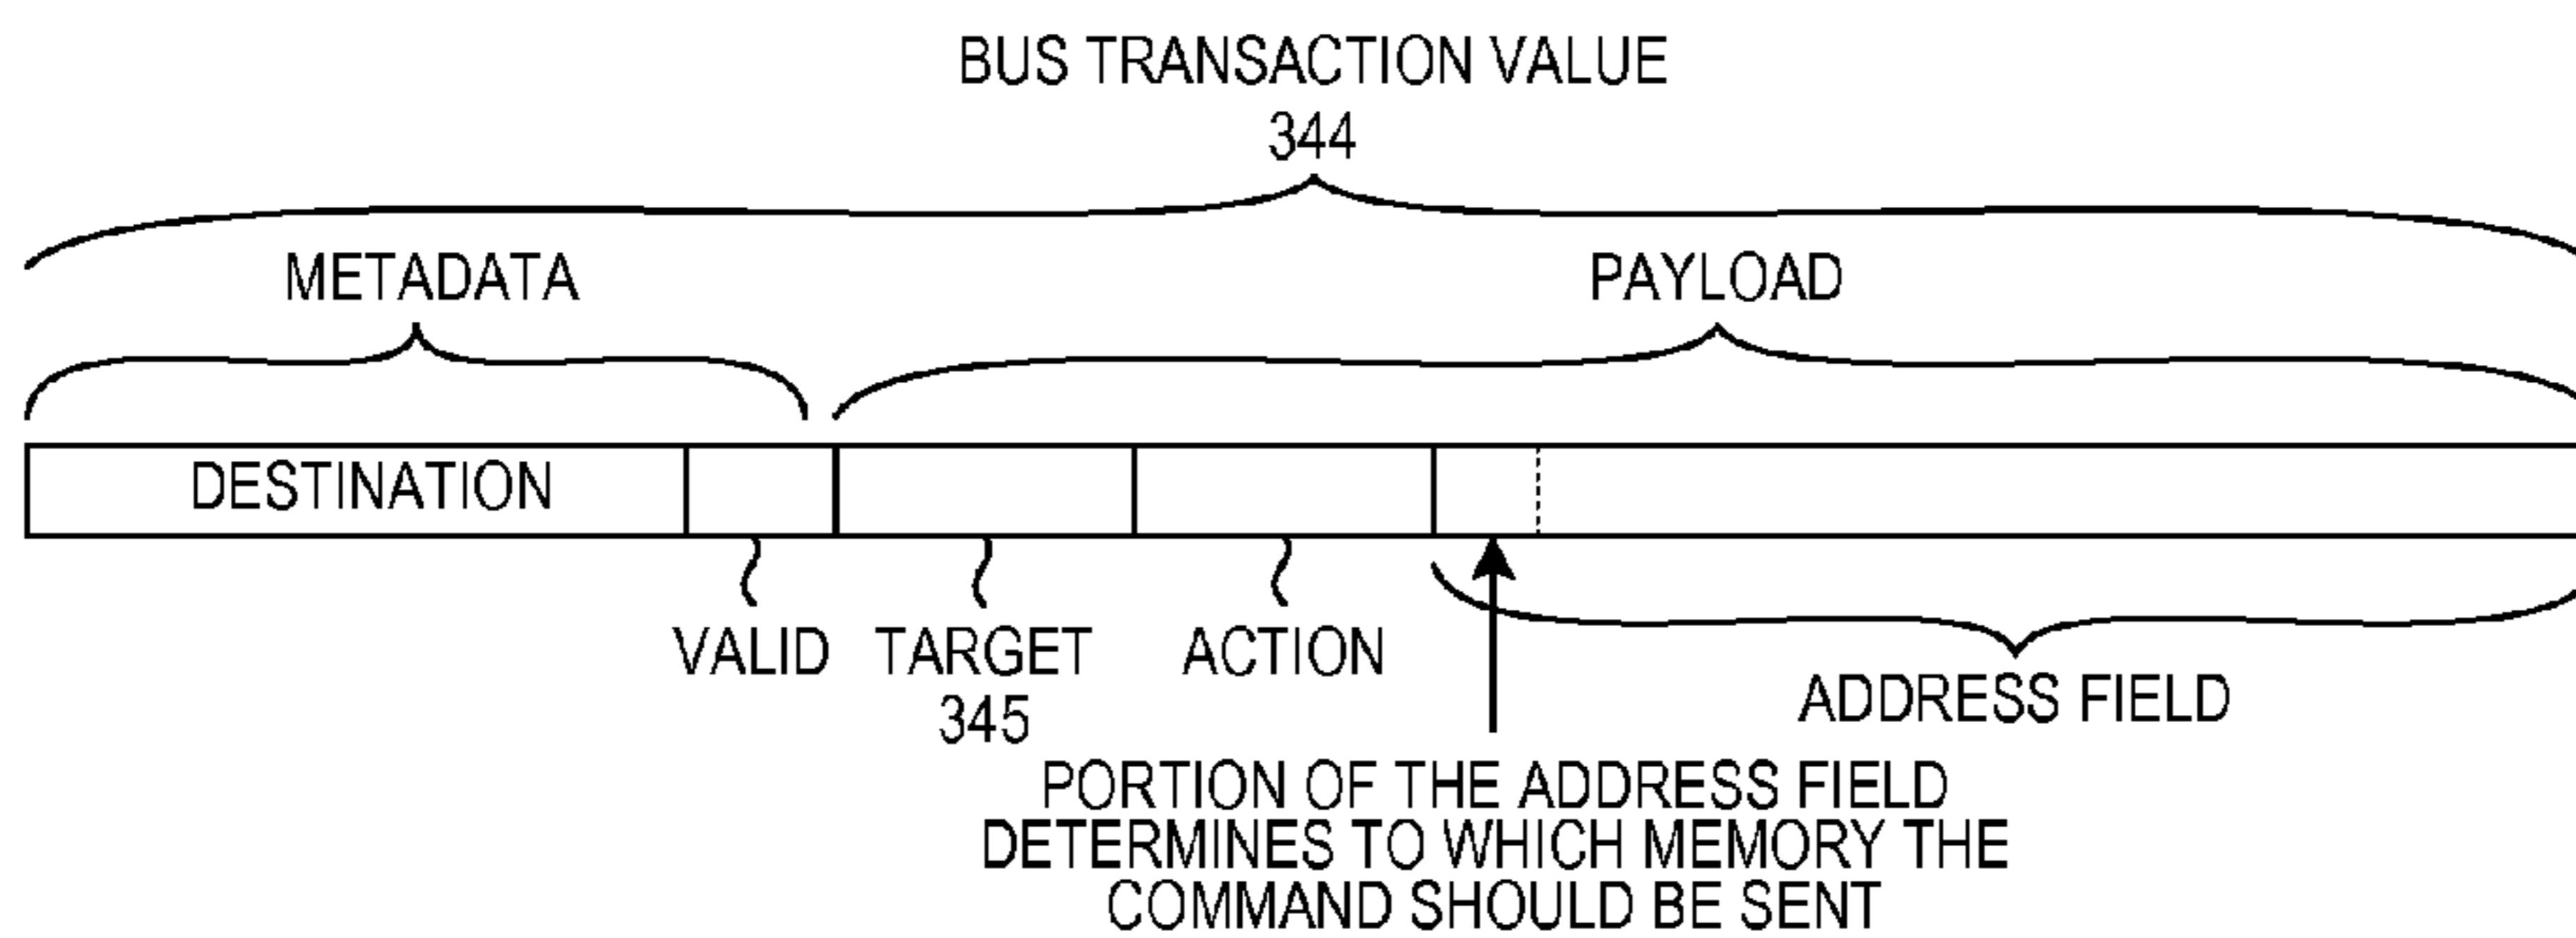 BUS TRANSACTION VALUE
344
METADATA
PAYLOAD
DESTINATION
VALID
TARGET
345
ACTION
ADDRESS FIELD
PORTION OF THE ADDRESS FIELD
DETERMINES TO WHICH MEMORY THE
COMMAND SHOULD BE SENT